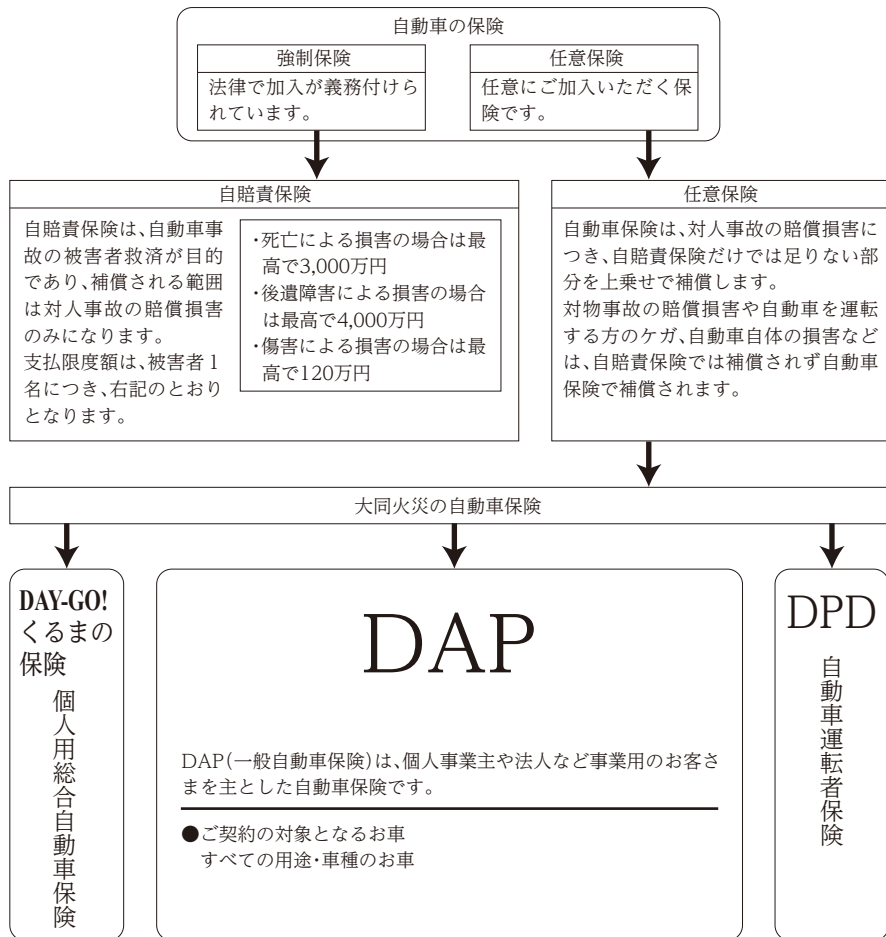 自動車の保険
強制保険
法律で加入が義務付けら
れています。
任意保険
任意にご加入いただく保
険です。
自賠責保険
自賠責保険は、自動車事
故の被害者救済が目的
であり、補償される範囲
は対人事故の賠償損害
のみになります。
支払限度額は、被害者1
名につき、右記のとおり
となります。
・死亡による損害の場合は最
高で3,000万円
・後遺障害による損害の場合
は最高で4,000万円
・傷害による損害の場合は最
高で120万円
任意保険
自動車保険は、対人事故の賠償損害に
つき、自賠責保険だけでは足りない部
分を上乗せで補償します。
対物事故の賠償損害や自動車を運転
する方のケガ、自動車自体の損害など
は、自賠責保険では補償されず自動車
保険で補償されます。
大同火災の自動車保険
DAY-GO!
くるまの
保険
個人用総合自動車保険
DAP
DAP(一般自動車保険)は、個人事業主や法人など事業用のお客さ
まを主とした自動車保険です。
●ご契約の対象となるお車
すべての用途・車種のお車
DPD
自動車運転者保険